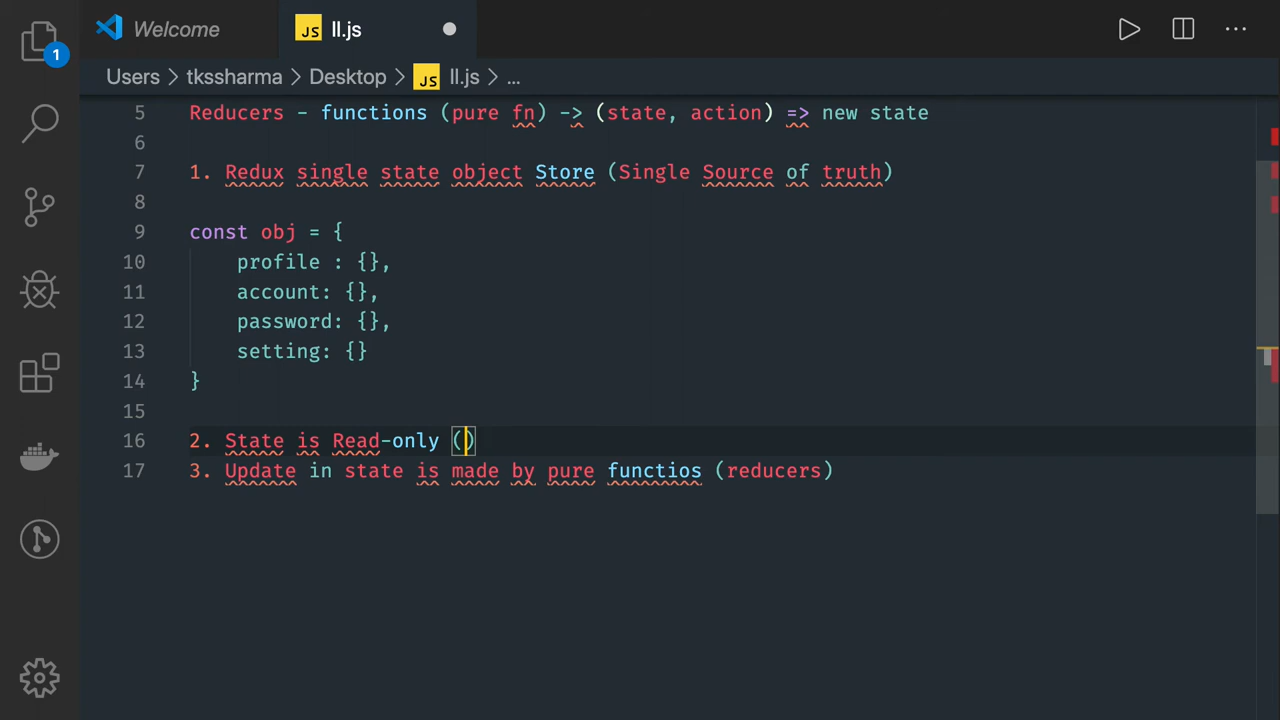 Welcome
JS ll.js
1
Users > tkssharma > Desktop > JS ll.js > ...
5 Reducers - functions (pure fn) -> (state, action) => new state
6
7 1. Redux single state object Store (Single Source of truth)
8
9 const obj = {
10 profile : {},
11 account: {},
12 password: {},
13 setting: {}
14 }
15
16 2. State is Read-only ()
17 3. Update in state is made by pure functios (reducers)